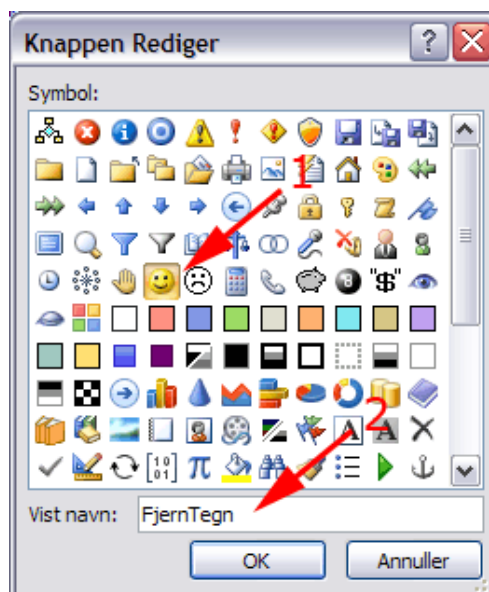 Knappen Rediger
Symbol:
1
"$"
2
Vist navn: FjernTegn
OK Annuller